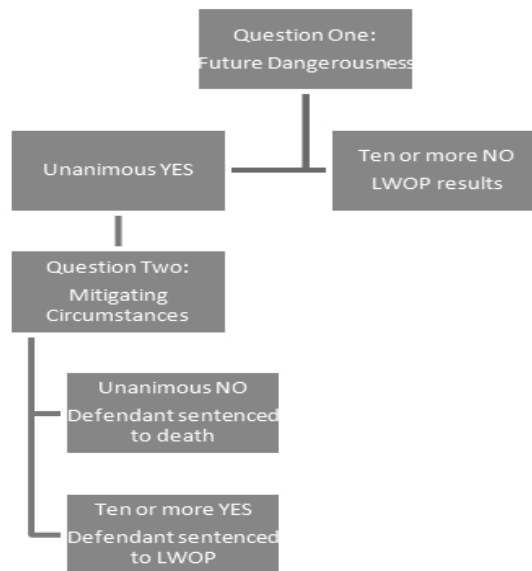 Question One:
Future Dangerousness
Unanimous YES
Ten or more NO
LWOP results
Question Two:
Mitigating
Circumstances
Unanimous NO
Defendant sentenced
to death
Ten or more YES
Defendant sentenced
to LWOP